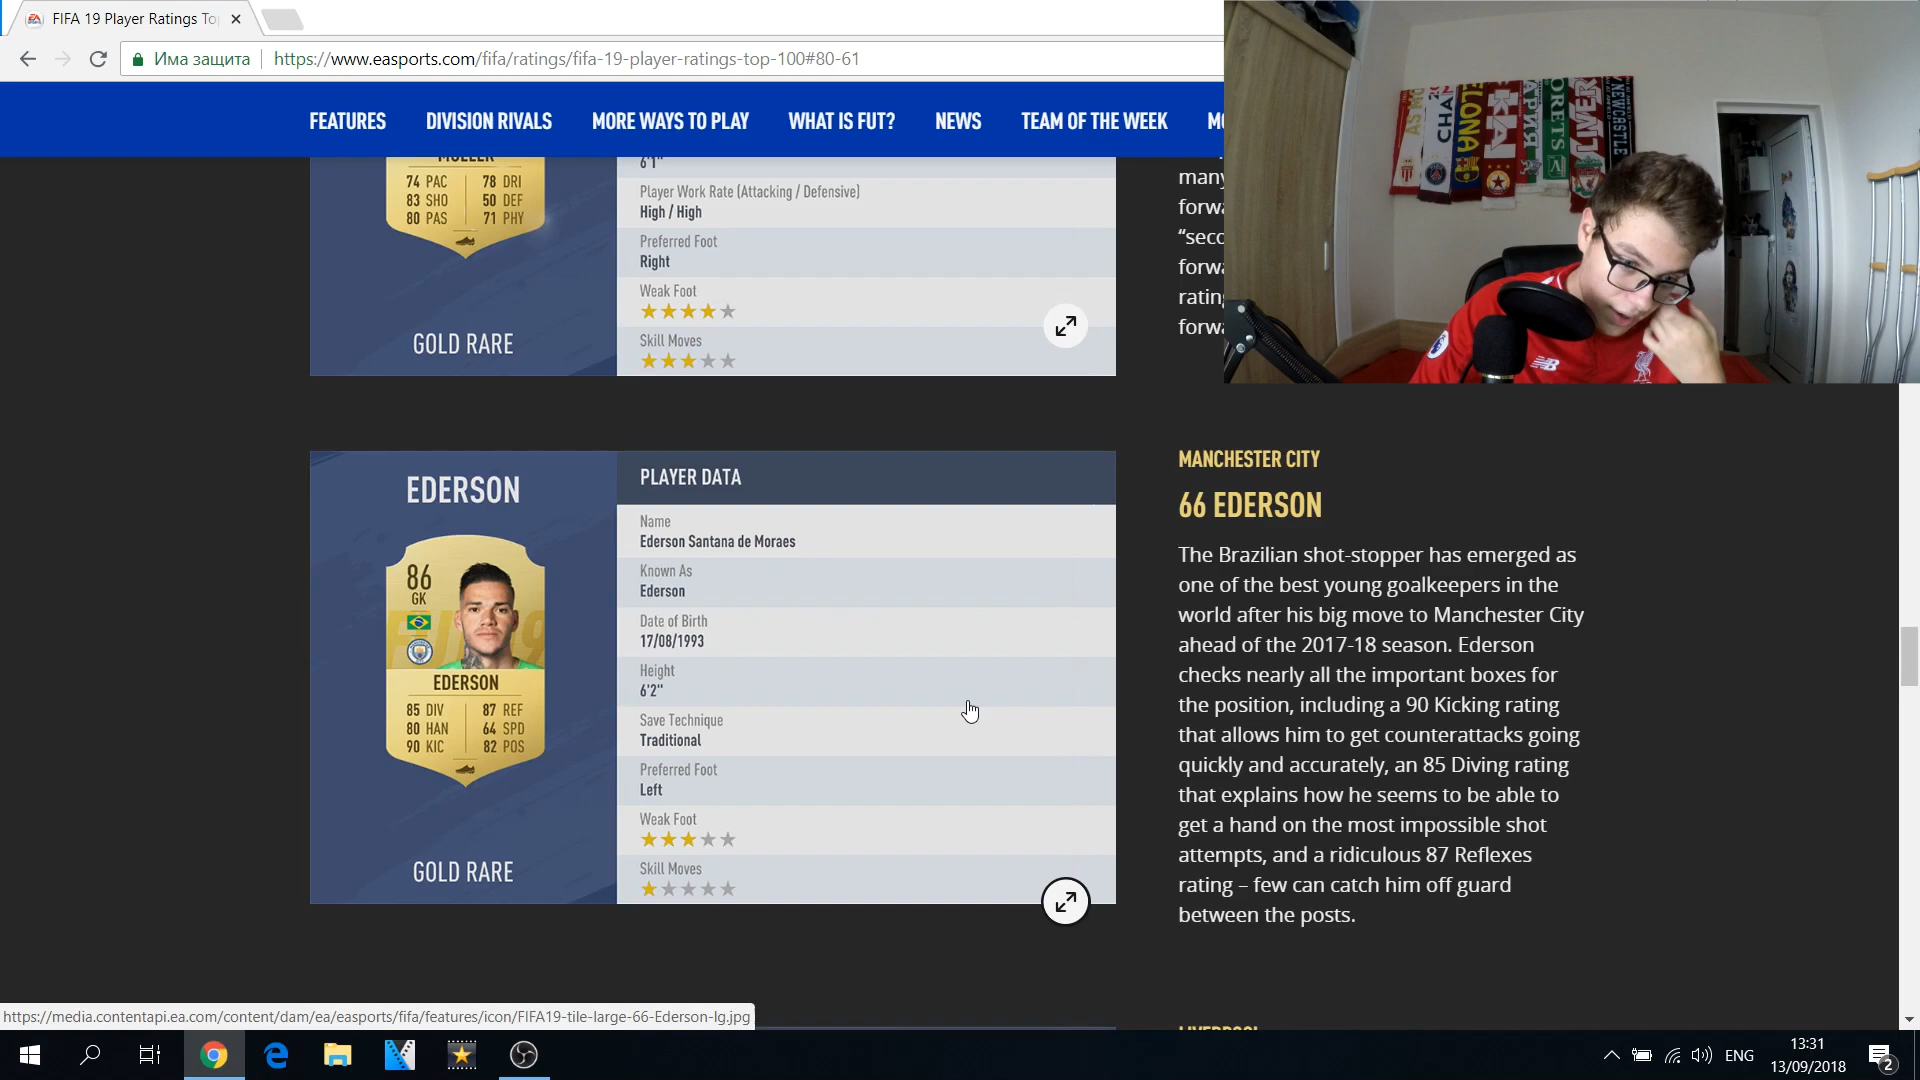 FIFA 19 Player Ratings To
Има защита
https://www.easports.com/fifa/ratings/fifa-19-player-ratings-top-100#80-61
FEATURES
DIVISION RIVALS
MORE WAYS TO PLAY
WHAT IS FUT?
NEWS
TEAM OF THE WEEK
74 PAC 78 DRI
83 SHO 50 DEF
80 PAS 71 PHY
GOLD RARE
6'1"
Player Work Rate (Attacking / Defensive)
High / High
Preferred Foot
Right
Weak Foot
Skill Moves
many
forwa
“seco
forwa
rating
forwa
CHAN
ELONA
NEWCASTLE
EDERSON
86
GK
EDERSON
85 DIV 87 REF
80 HAN 64 SPD
90 KIC 82 POS
GOLD RARE
PLAYER DATA
Name
Ederson Santana de Moraes
Known As
Ederson
Date of Birth
17/08/1993
Height
6'2"
Save Technique
Traditional
Preferred Foot
Left
Weak Foot
Skill Moves
MANCHESTER CITY
66 EDERSON
The Brazilian shot-stopper has emerged as
one of the best young goalkeepers in the
world after his big move to Manchester City
ahead of the 2017-18 season. Ederson
checks nearly all the important boxes for
the position, including a 90 Kicking rating
that allows him to get counterattacks going
quickly and accurately, an 85 Diving rating
that explains how he seems to be able to
get a hand on the most impossible shot
attempts, and a ridiculous 87 Reflexes
rating – few can catch him off guard
between the posts.
https://media.contentapi.ea.com/content/dam/ea/easports/fifa/features/icon/FIFA19-tile-large-66-Ederson-lg.jpg
ENG
13:31
13/09/2018
2